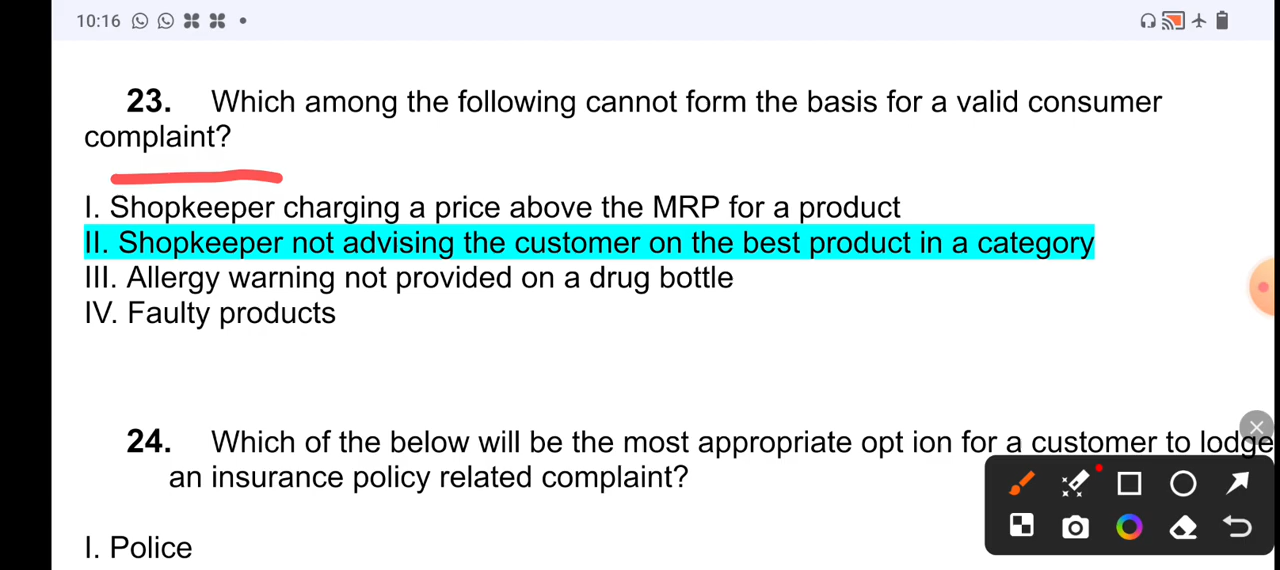 10:16
23. Which among the following cannot form the basis for a valid consumer
complaint?
I. Shopkeeper charging a price above the MRP for a product
II. Shopkeeper not advising the customer on the best product in a category
III. Allergy warning not provided on a drug bottle
IV. Faulty products
24. Which of the below will be the most appropriate opt ion for a customer to lodge
an insurance policy related complaint?
I. Police